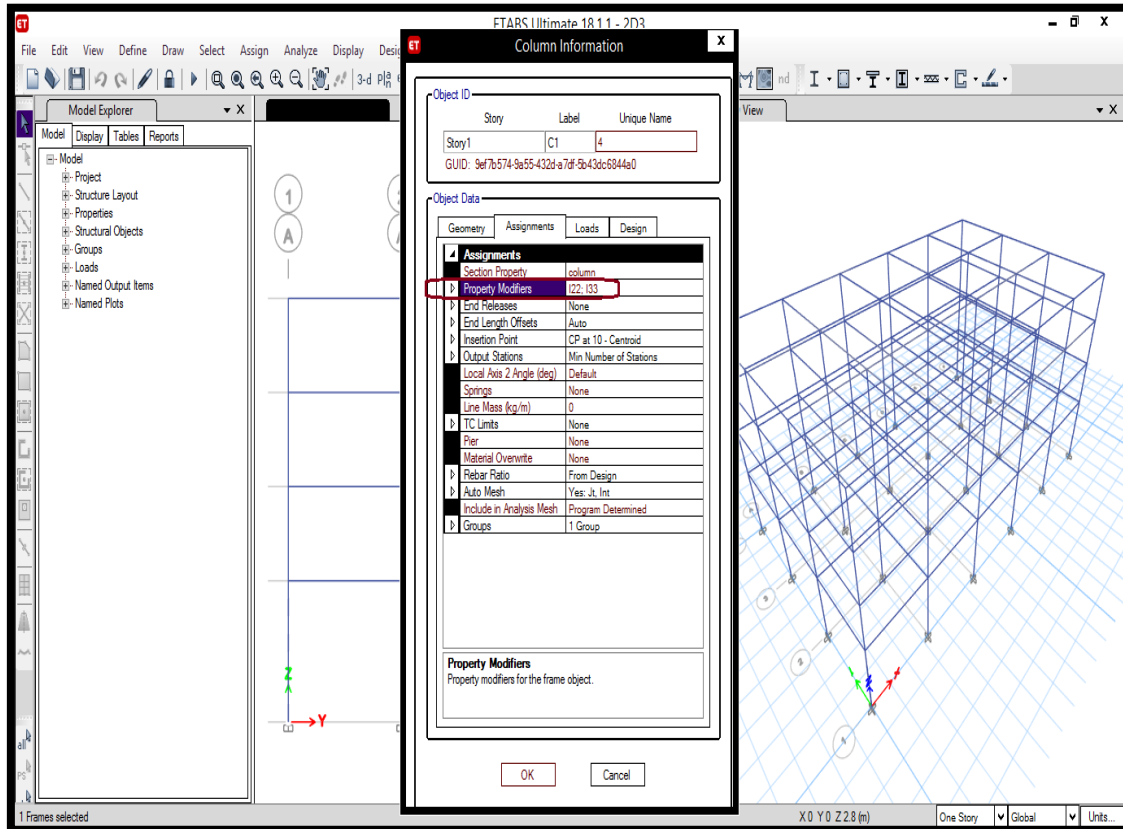 ETABS Ultimate 18.1.1 - 2D3
File Edit View Define Draw Select Assign Analyze Display
3-d
nd
Model Explorer
Model Display Tables Reports
Model
Project
Structure Layout
Properties
Structural Objects
Groups
Loads
Named Output Items
Named Plots
1
A
Z
Y
Column Information
Object ID
Story Label Unique Name
Story1 C1 4
GUID: 9ef7b574-9a55-432d-a7df-5b43dc6844a0
Object Data
Geometry Assignments Loads Design
Assignments
Section Property column
Property Modifiers I22; I33
End Releases None
End Length Offsets Auto
Insertion Point CP at 10 - Centroid
Output Stations Min Number of Stations
Local Axis 2 Angle (deg) Default
Springs None
Line Mass (kg/m) 0
TC Limits None
Pier None
Material Overwrite None
Rebar Ratio From Design
Auto Mesh Yes: Jt, Int
Include in Analysis Mesh Program Determined
Groups 1 Group
Property Modifiers
Property modifiers for the frame object.
OK Cancel
View
all
PS
1 Frames selected
X 0 Y 0 Z 2.8 (m)
One Story Global Units...